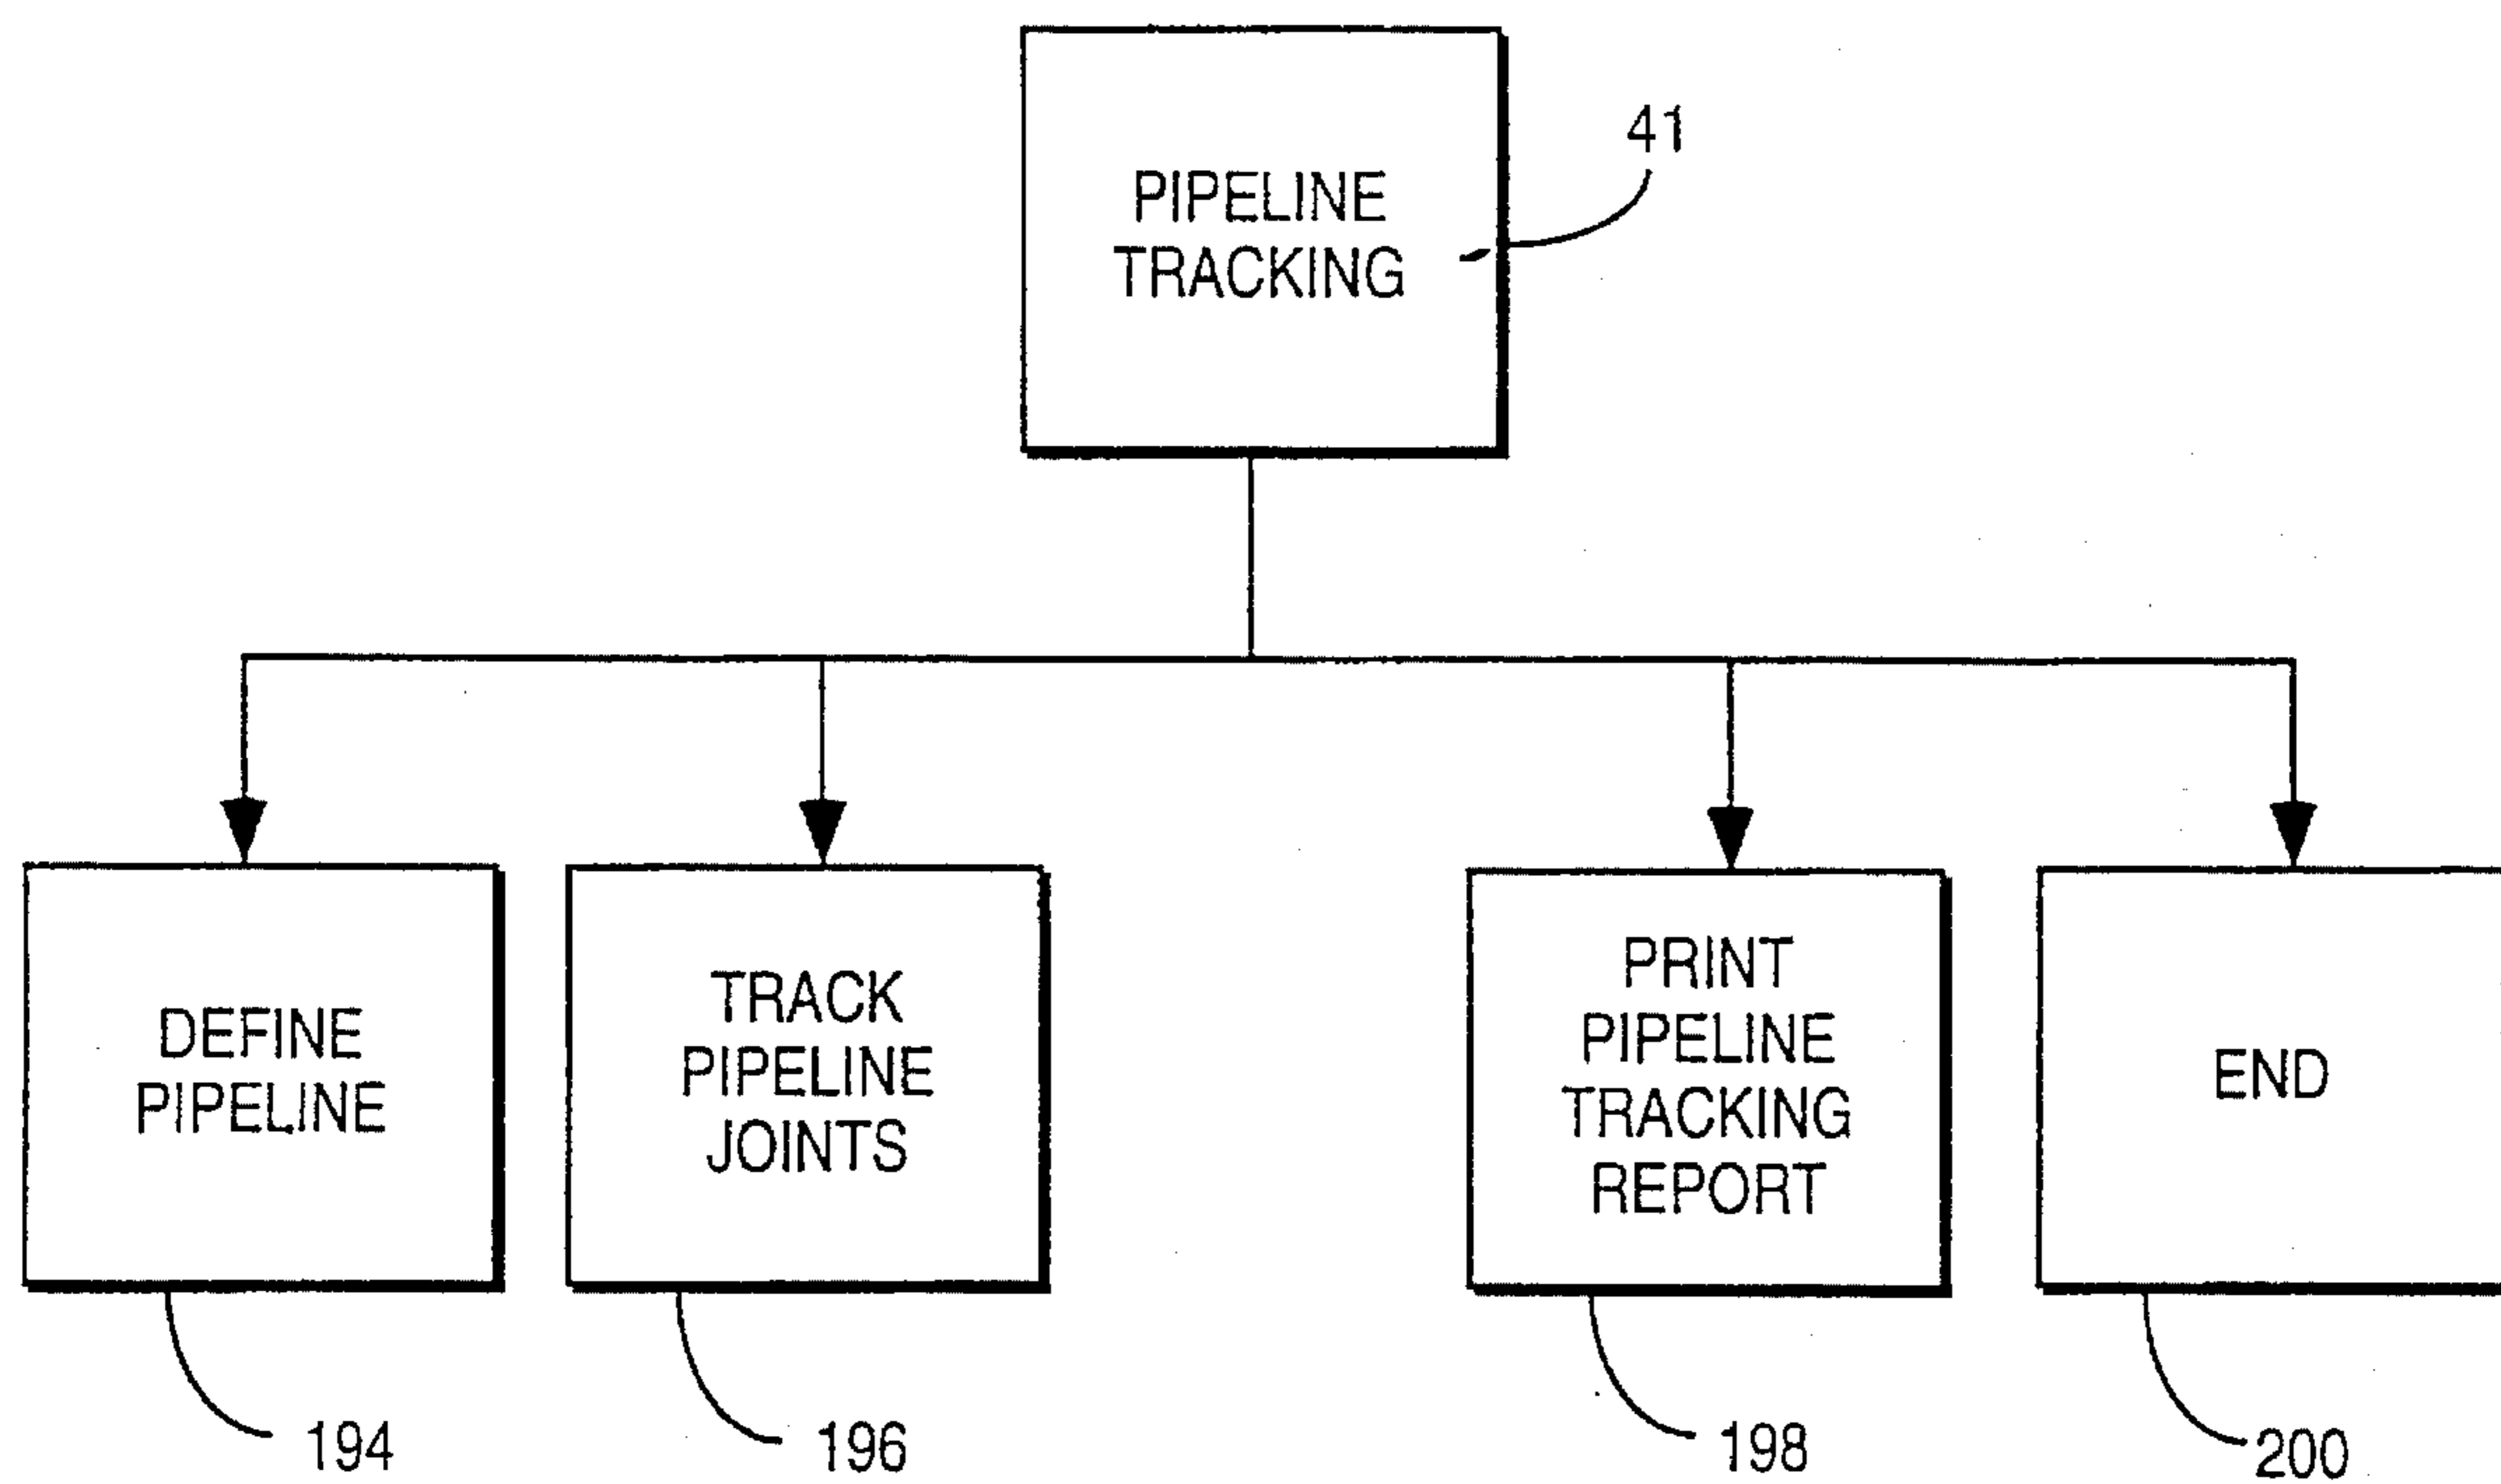 41
PIPELINE
TRACKING
DEFINE
PIPELINE
TRACK
PIPELINE
JOINTS
PRINT
PIPELINE
TRACKING
REPORT
END
194
196
198
200